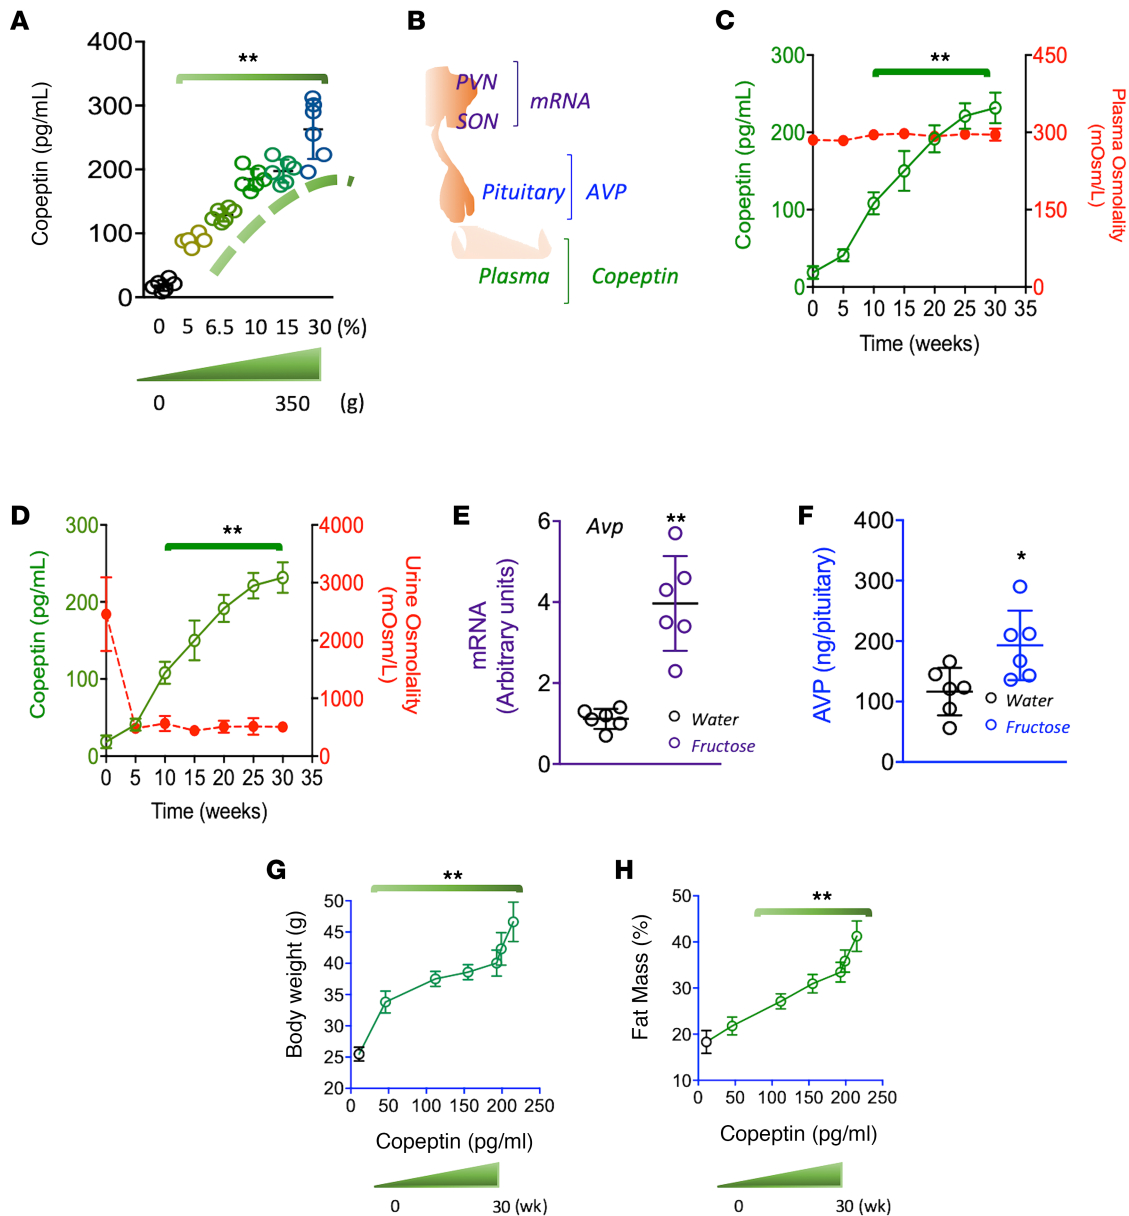 A
400
300
200
100
0
Copeptin (pg/mL)
**
0 5 6.5 10 15 30 (%)
0 350 (g)
B
PVN
SON
mRNA
Pituitary AVP
Plasma Copeptin
C
300
200
100
0
Copeptin (pg/mL)
**
450
300
150
0
Plasma Osmolality
(mOsm/L)
0 5 10 15 20 25 30 35
Time (weeks)
D
300
200
100
0
Copeptin (pg/mL)
**
4000
3000
2000
1000
0
Urine Osmolality
(mOsm/L)
0 5 10 15 20 25 30 35
Time (weeks)
E
6
4
2
0
mRNA
(Arbitrary units)
Avp
**
Water
Fructose
F
400
300
200
100
0
AVP (ng/pituitary)
*
Water
Fructose
G
**
50
45
40
35
30
25
20
Body weight (g)
0 50 100 150 200 250
Copeptin (pg/ml)
0 30 (wk)
H
**
50
40
30
20
10
Fat Mass (%)
0 50 100 150 200 250
Copeptin (pg/ml)
0 30 (wk)